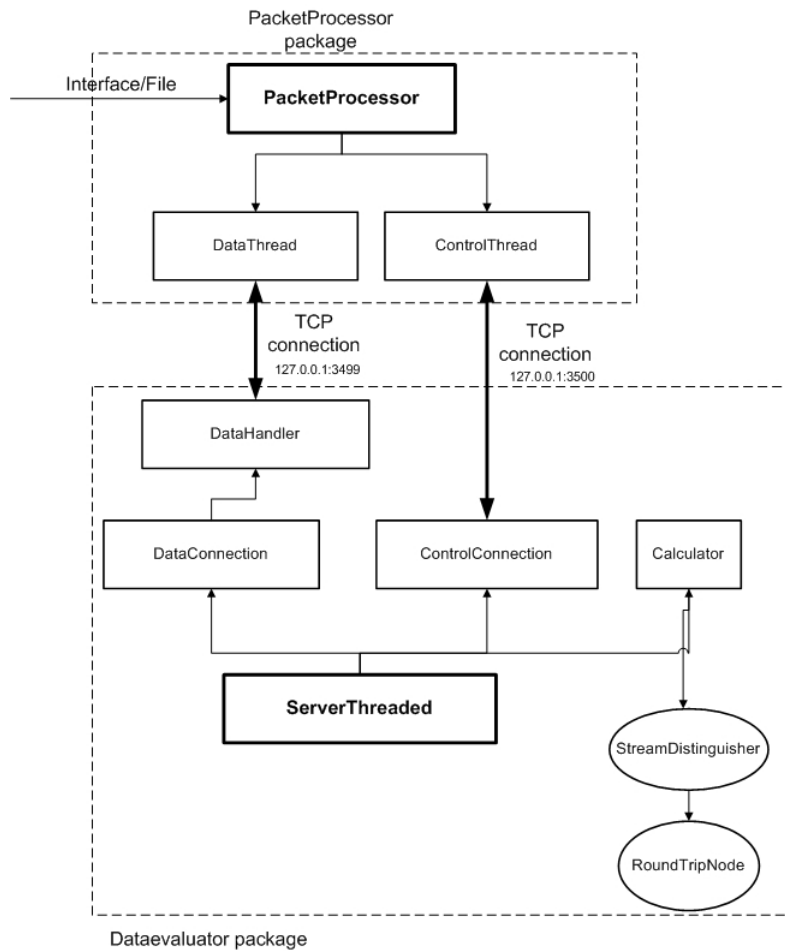 PacketProcessor
package
Interface/File
PacketProcessor
DataThread
ControlThread
TCP
connection
127.0.0.1:3499
TCP
connection
127.0.0.1:3500
DataHandler
DataConnection
ControlConnection
Calculator
ServerThreaded
StreamDistinguisher
RoundTripNode
Dataevaluator package